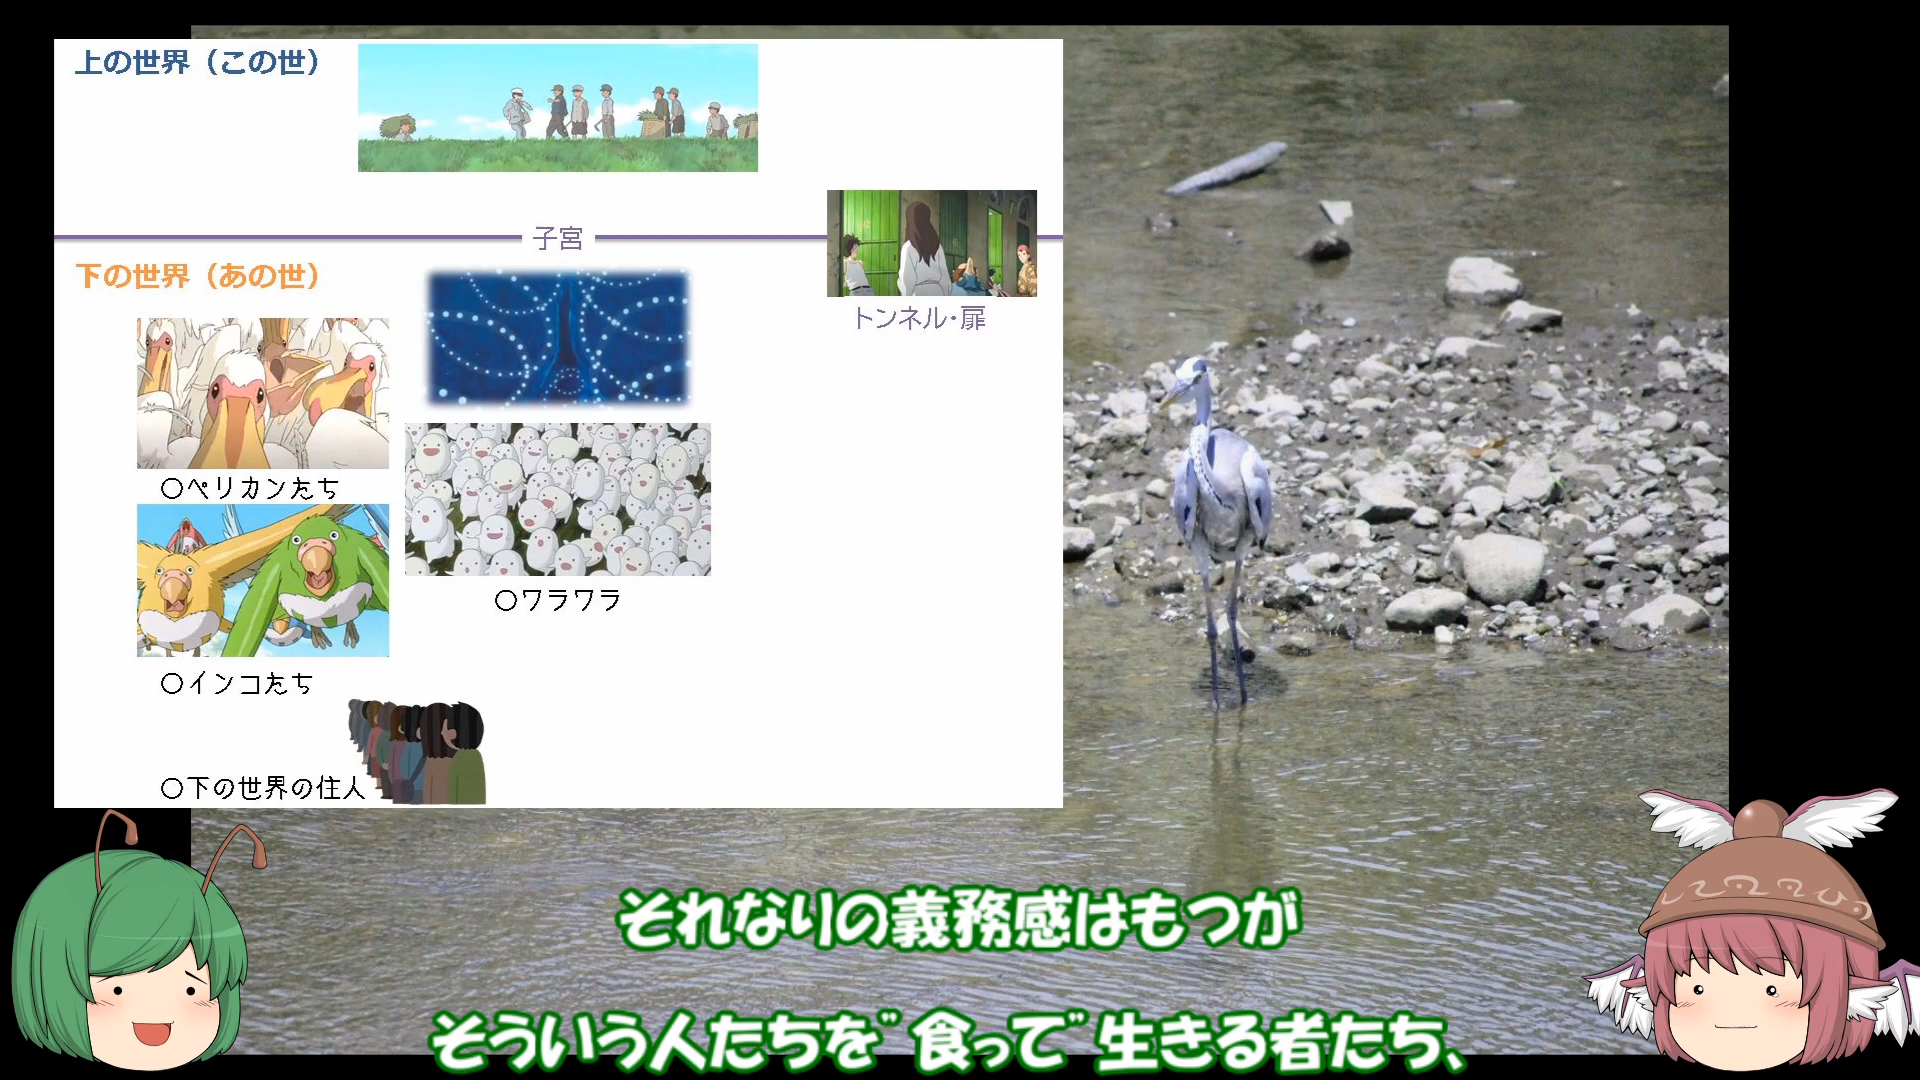 上の世界（この世）
子宮
下の世界（あの世）
トンネル・扉
〇ペリカンたち
〇ワラワラ
〇インコたち
〇下の世界の住人
それなりの義務感はもつが
そういう人たちを”食って”生きる者たち、